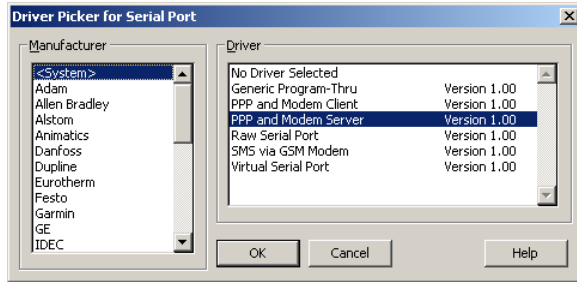 Driver Picker for Serial Port
Manufacturer
<System>
Adam
Allen Bradley
Alstom
Animatics
Danfoss
Dupline
Eurotherm
Festo
Garmin
GE
IDEC
Driver
No Driver Selected
Generic Program-Thru Version 1.00
PPP and Modem Client Version 1.00
PPP and Modem Server Version 1.00
Raw Serial Port Version 1.00
SMS via GSM Modem Version 1.00
Virtual Serial Port Version 1.00
OK Cancel Help